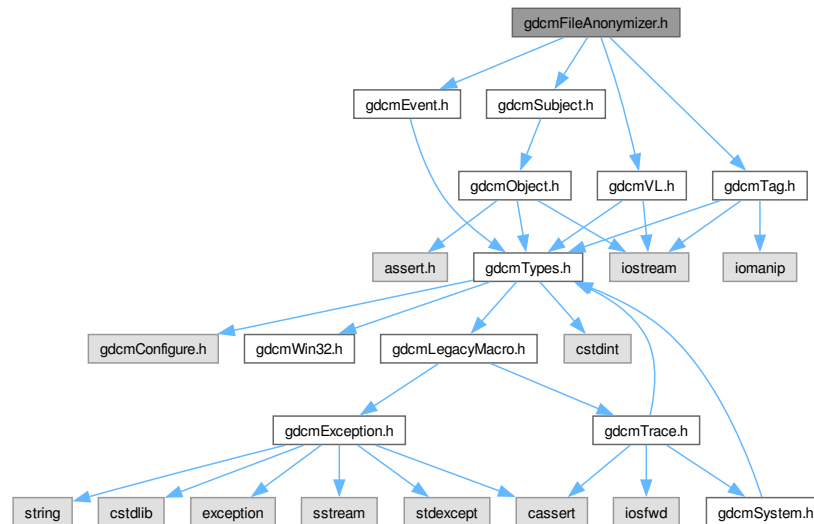 gdcmFileAnonymizer.h
gdcmEvent.h
gdcmSubject.h
gdcmObject.h
gdcmVL.h
gdcmTag.h
assert.h
gdcmTypes.h
iostream
iomanip
gdcmConfigure.h
gdcmWin32.h
gdcmLegacyMacro.h
cstdint
gdcmException.h
gdcmTrace.h
string
cstdlib
exception
sstream
stdexcept
cassert
iosfwd
gdcmSystem.h